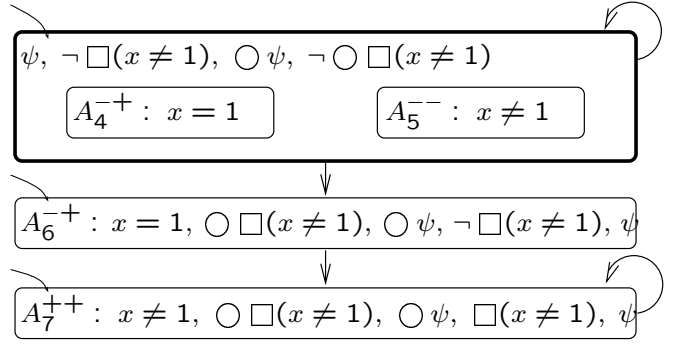 ψ, ¬ □(x ≠ 1), ◯ ψ, ¬ ◯ □(x ≠ 1)
A₄⁻⁺ : x = 1 A₅⁻⁻ : x ≠ 1
A₆⁻⁺ : x = 1, ◯ □(x ≠ 1), ◯ ψ, ¬ □(x ≠ 1), ψ
A₇⁺⁺ : x ≠ 1, ◯ □(x ≠ 1), ◯ ψ, □(x ≠ 1), ψ